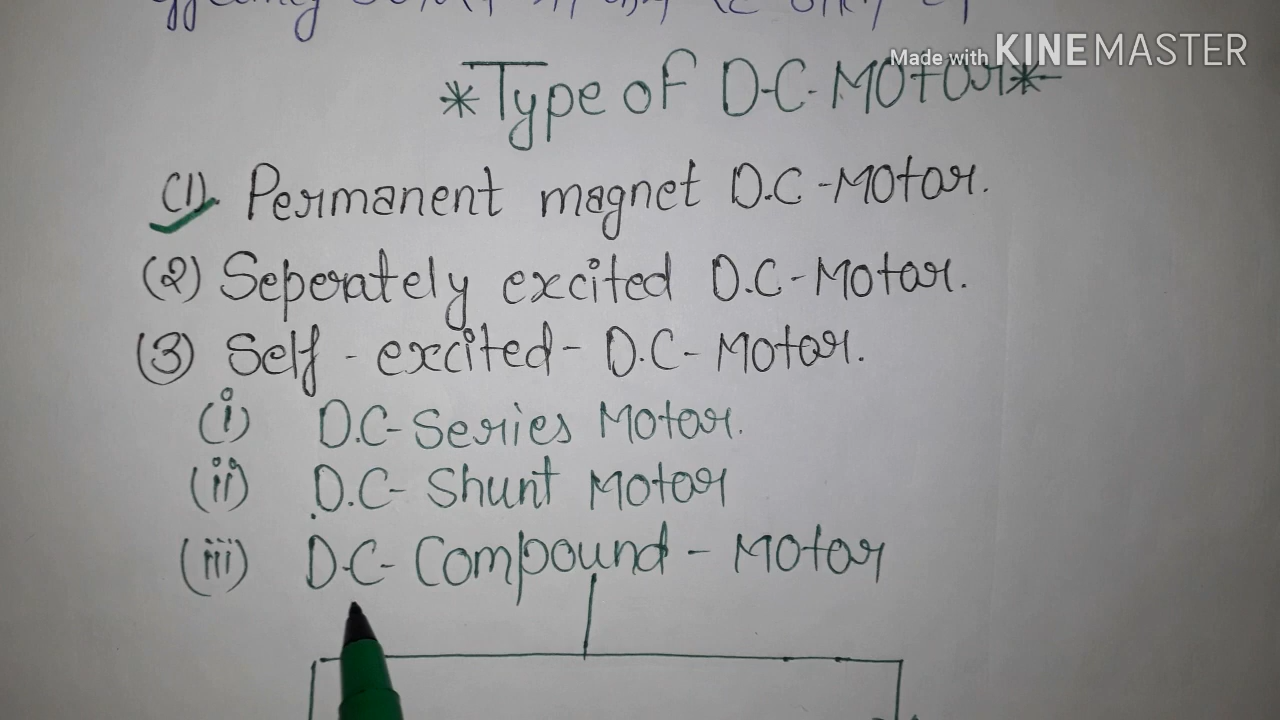 Made with KINEMASTER
*Type of D.C. Motor*
(1). Permanent magnet D.C-Motor.
(2) Seperately excited D.C-Motor.
(3) Self-excited-D.C-Motor.
(i) D.C-Series Motor.
(ii) D.C-Shunt Motor
(iii) D.C-Compound-Motor